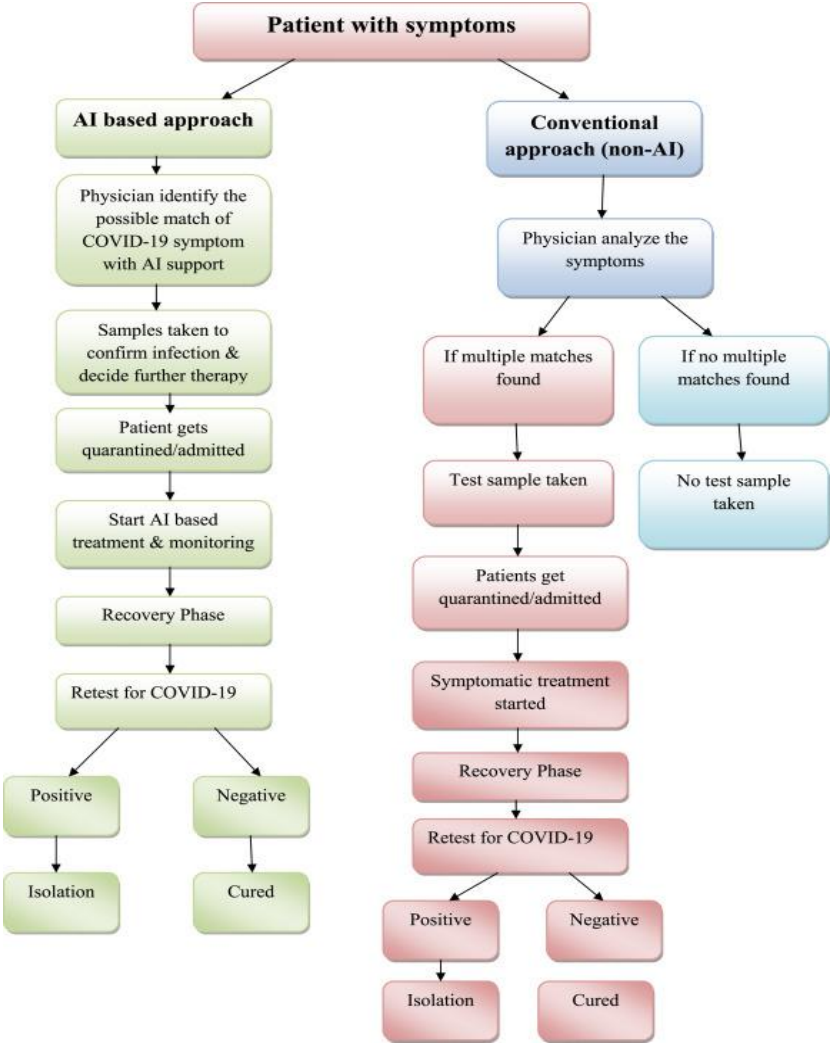 Patient with symptoms
AI based approach
Physician identify the
possible match of
COVID-19 symptom
with AI support
Samples taken to
confirm infection &
decide further therapy
Patient gets
quarantined/admitted
Start AI based
treatment & monitoring
Recovery Phase
Retest for COVID-19
Positive
Negative
Isolation
Cured
Conventional
approach (non-AI)
Physician analyze the
symptoms
If multiple matches
found
If no multiple
matches found
Test sample taken
No test sample
taken
Patients get
quarantined/admitted
Symptomatic treatment
started
Recovery Phase
Retest for COVID-19
Positive
Negative
Isolation
Cured